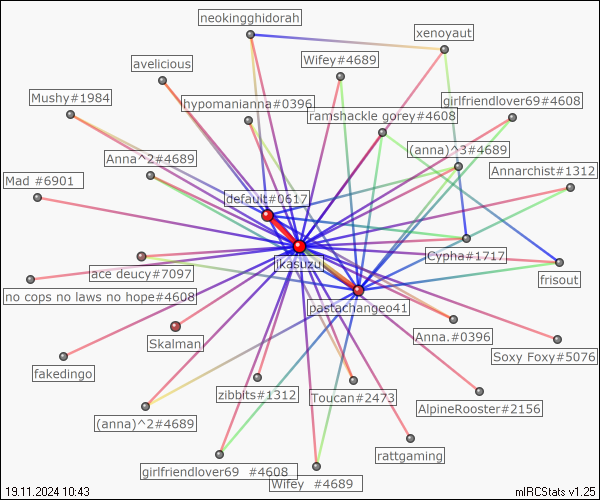 neokingghidorah
xenoyaut
avelicious
Wifey#4689
Mushy#1984
hypomanianna#0396
girlfriendlover69#4608
ramshackle gorey#4608
Anna^2#4689
(anna)^3#4689
Mad #6901
Annarchist#1312
default#0617
Cypha#1717
ikasuzu
ace deucy#7097
frisout
no cops no laws no hope#4608
pastachangeo41
Skalman
Anna.#0396
Soxy Foxy#5076
fakedingo
zibbits#1312
Toucan#2473
AlpineRooster#2156
(anna)^2#4689
rattgaming
girlfriendlover69 #4608
Wifey #4689
19.11.2024 10:43
mIRCStats v1.25